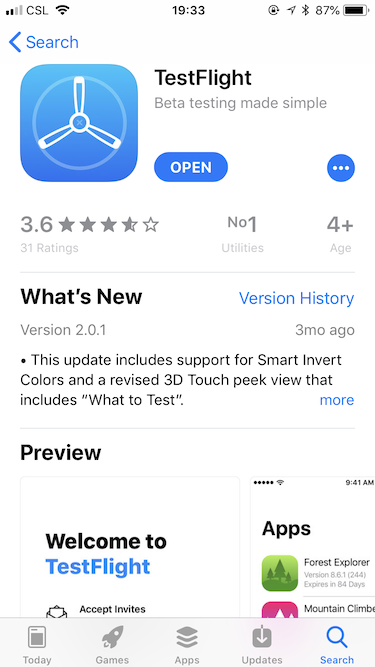 CSL 19:33 87%
Search
TestFlight
Beta testing made simple
OPEN
3.6 No1 4+
31 Ratings Utilities Age
What's New Version History
Version 2.0.1 3mo ago
• This update includes support for Smart Invert
Colors and a revised 3D Touch peek view that
includes "What to Test". more
Preview
Welcome to
TestFlight
Accept Invites
9:41 AM
Apps
Forest Explorer
Version 8.6.1 (244)
Expires in 84 Days
Mountain Climbe
Today Games Apps Updates Search